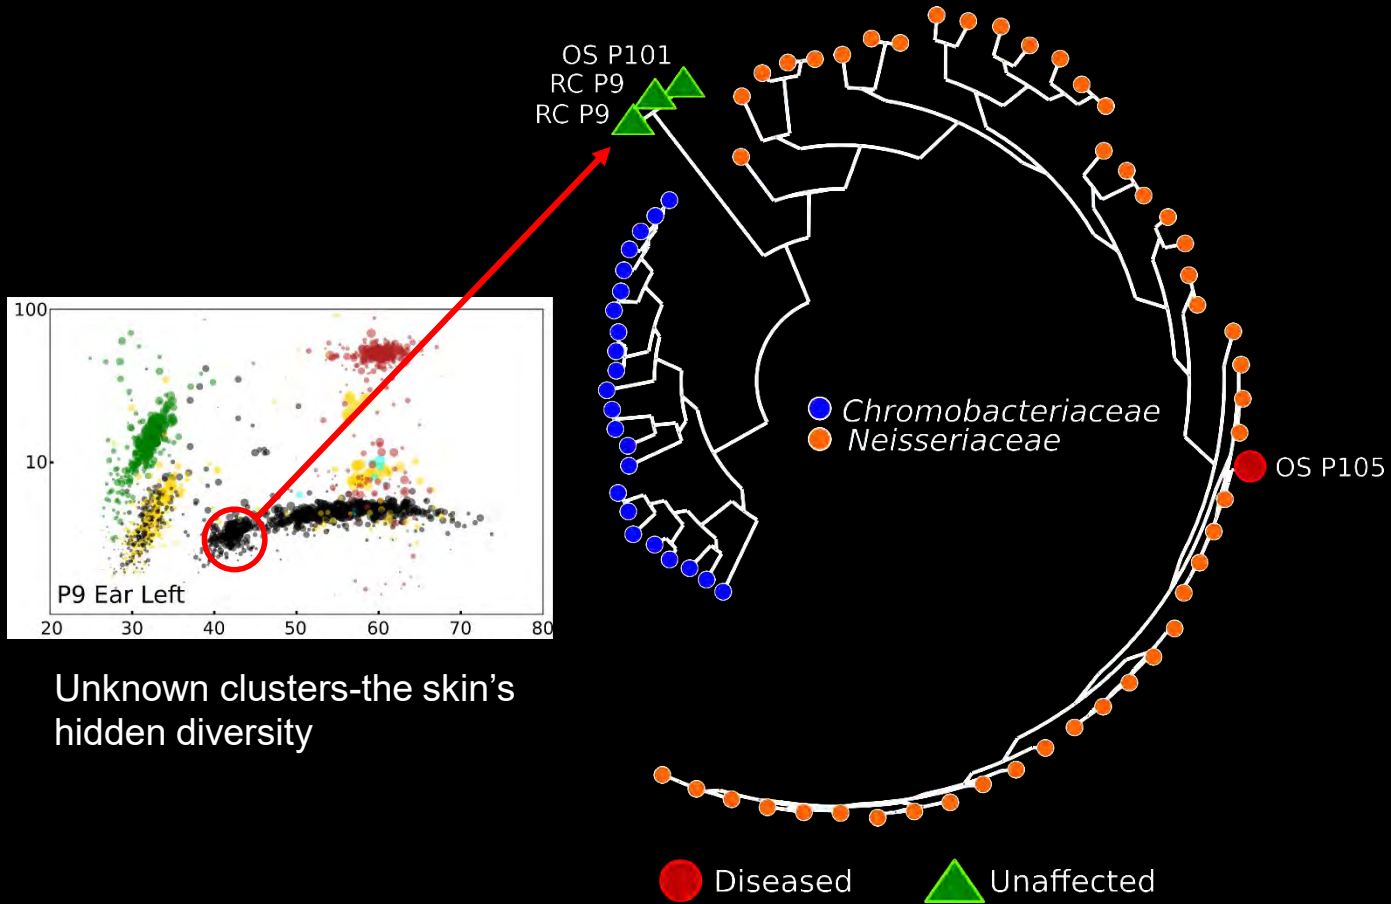 OS P101
RC P9
RC P9
100
10
P9 Ear Left
20 30 40 50 60 70 80
Unknown clusters-the skin's
hidden diversity
Chromobacteriaceae
Neisseriaceae
OS P105
Diseased
Unaffected